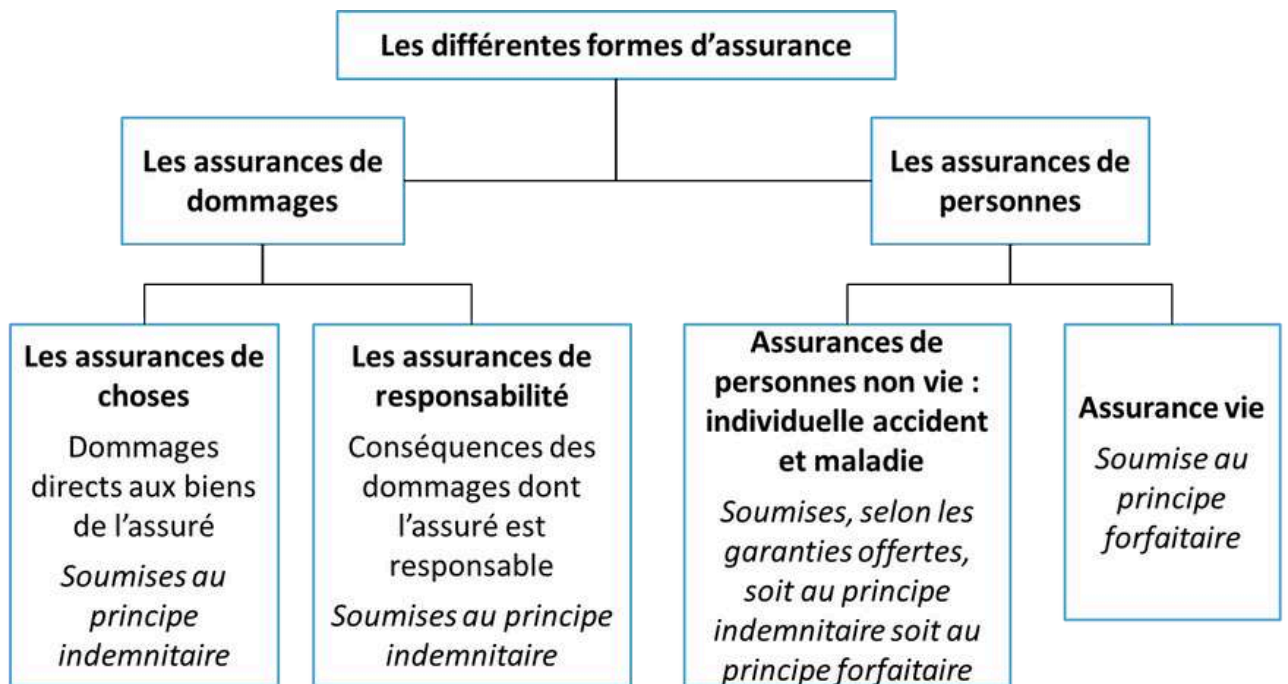 Les différentes formes d'assurance
Les assurances de
dommages
Les assurances de
personnes
Les assurances de
choses
Dommages
directs aux biens
de l'assuré
Soumises au
principe
indemnitaire
Les assurances de
responsabilité
Conséquences des
dommages dont
l'assuré est
responsable
Soumises au principe
indemnitaire
Assurances de
personnes non vie :
individuelle accident
et maladie
Soumises, selon les
garanties offertes,
soit au principe
indemnitaire soit au
principe forfaitaire
Assurance vie
Soumise au
principe
forfaitaire